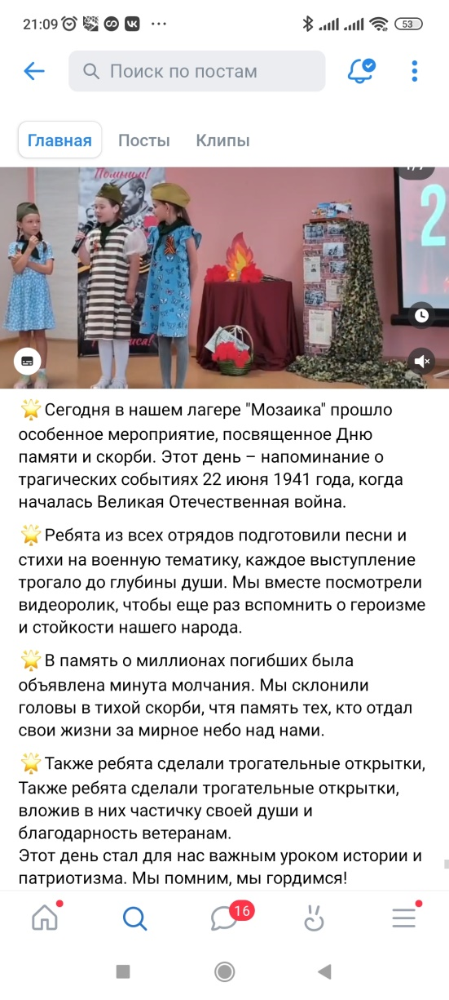 21:09
53
Поиск по постам
Главная Посты Клипы
Помним!
2
🌟Сегодня в нашем лагере "Мозаика" прошло
особенное мероприятие, посвященное Дню
памяти и скорби. Этот день – напоминание о
трагических событиях 22 июня 1941 года, когда
началась Великая Отечественная война.
🌟Ребята из всех отрядов подготовили песни и
стихи на военную тематику, каждое выступление
трогало до глубины души. Мы вместе посмотрели
видеоролик, чтобы еще раз вспомнить о героизме
и стойкости нашего народа.
🌟В память о миллионах погибших была
объявлена минута молчания. Мы склонили
головы в тихой скорби, чтя память тех, кто отдал
свои жизни за мирное небо над нами.
🌟Также ребята сделали трогательные открытки,
Также ребята сделали трогательные открытки,
вложив в них частичку своей души и
благодарность ветеранам.
Этот день стал для нас важным уроком истории и
патриотизма. Мы помним, мы гордимся!
16